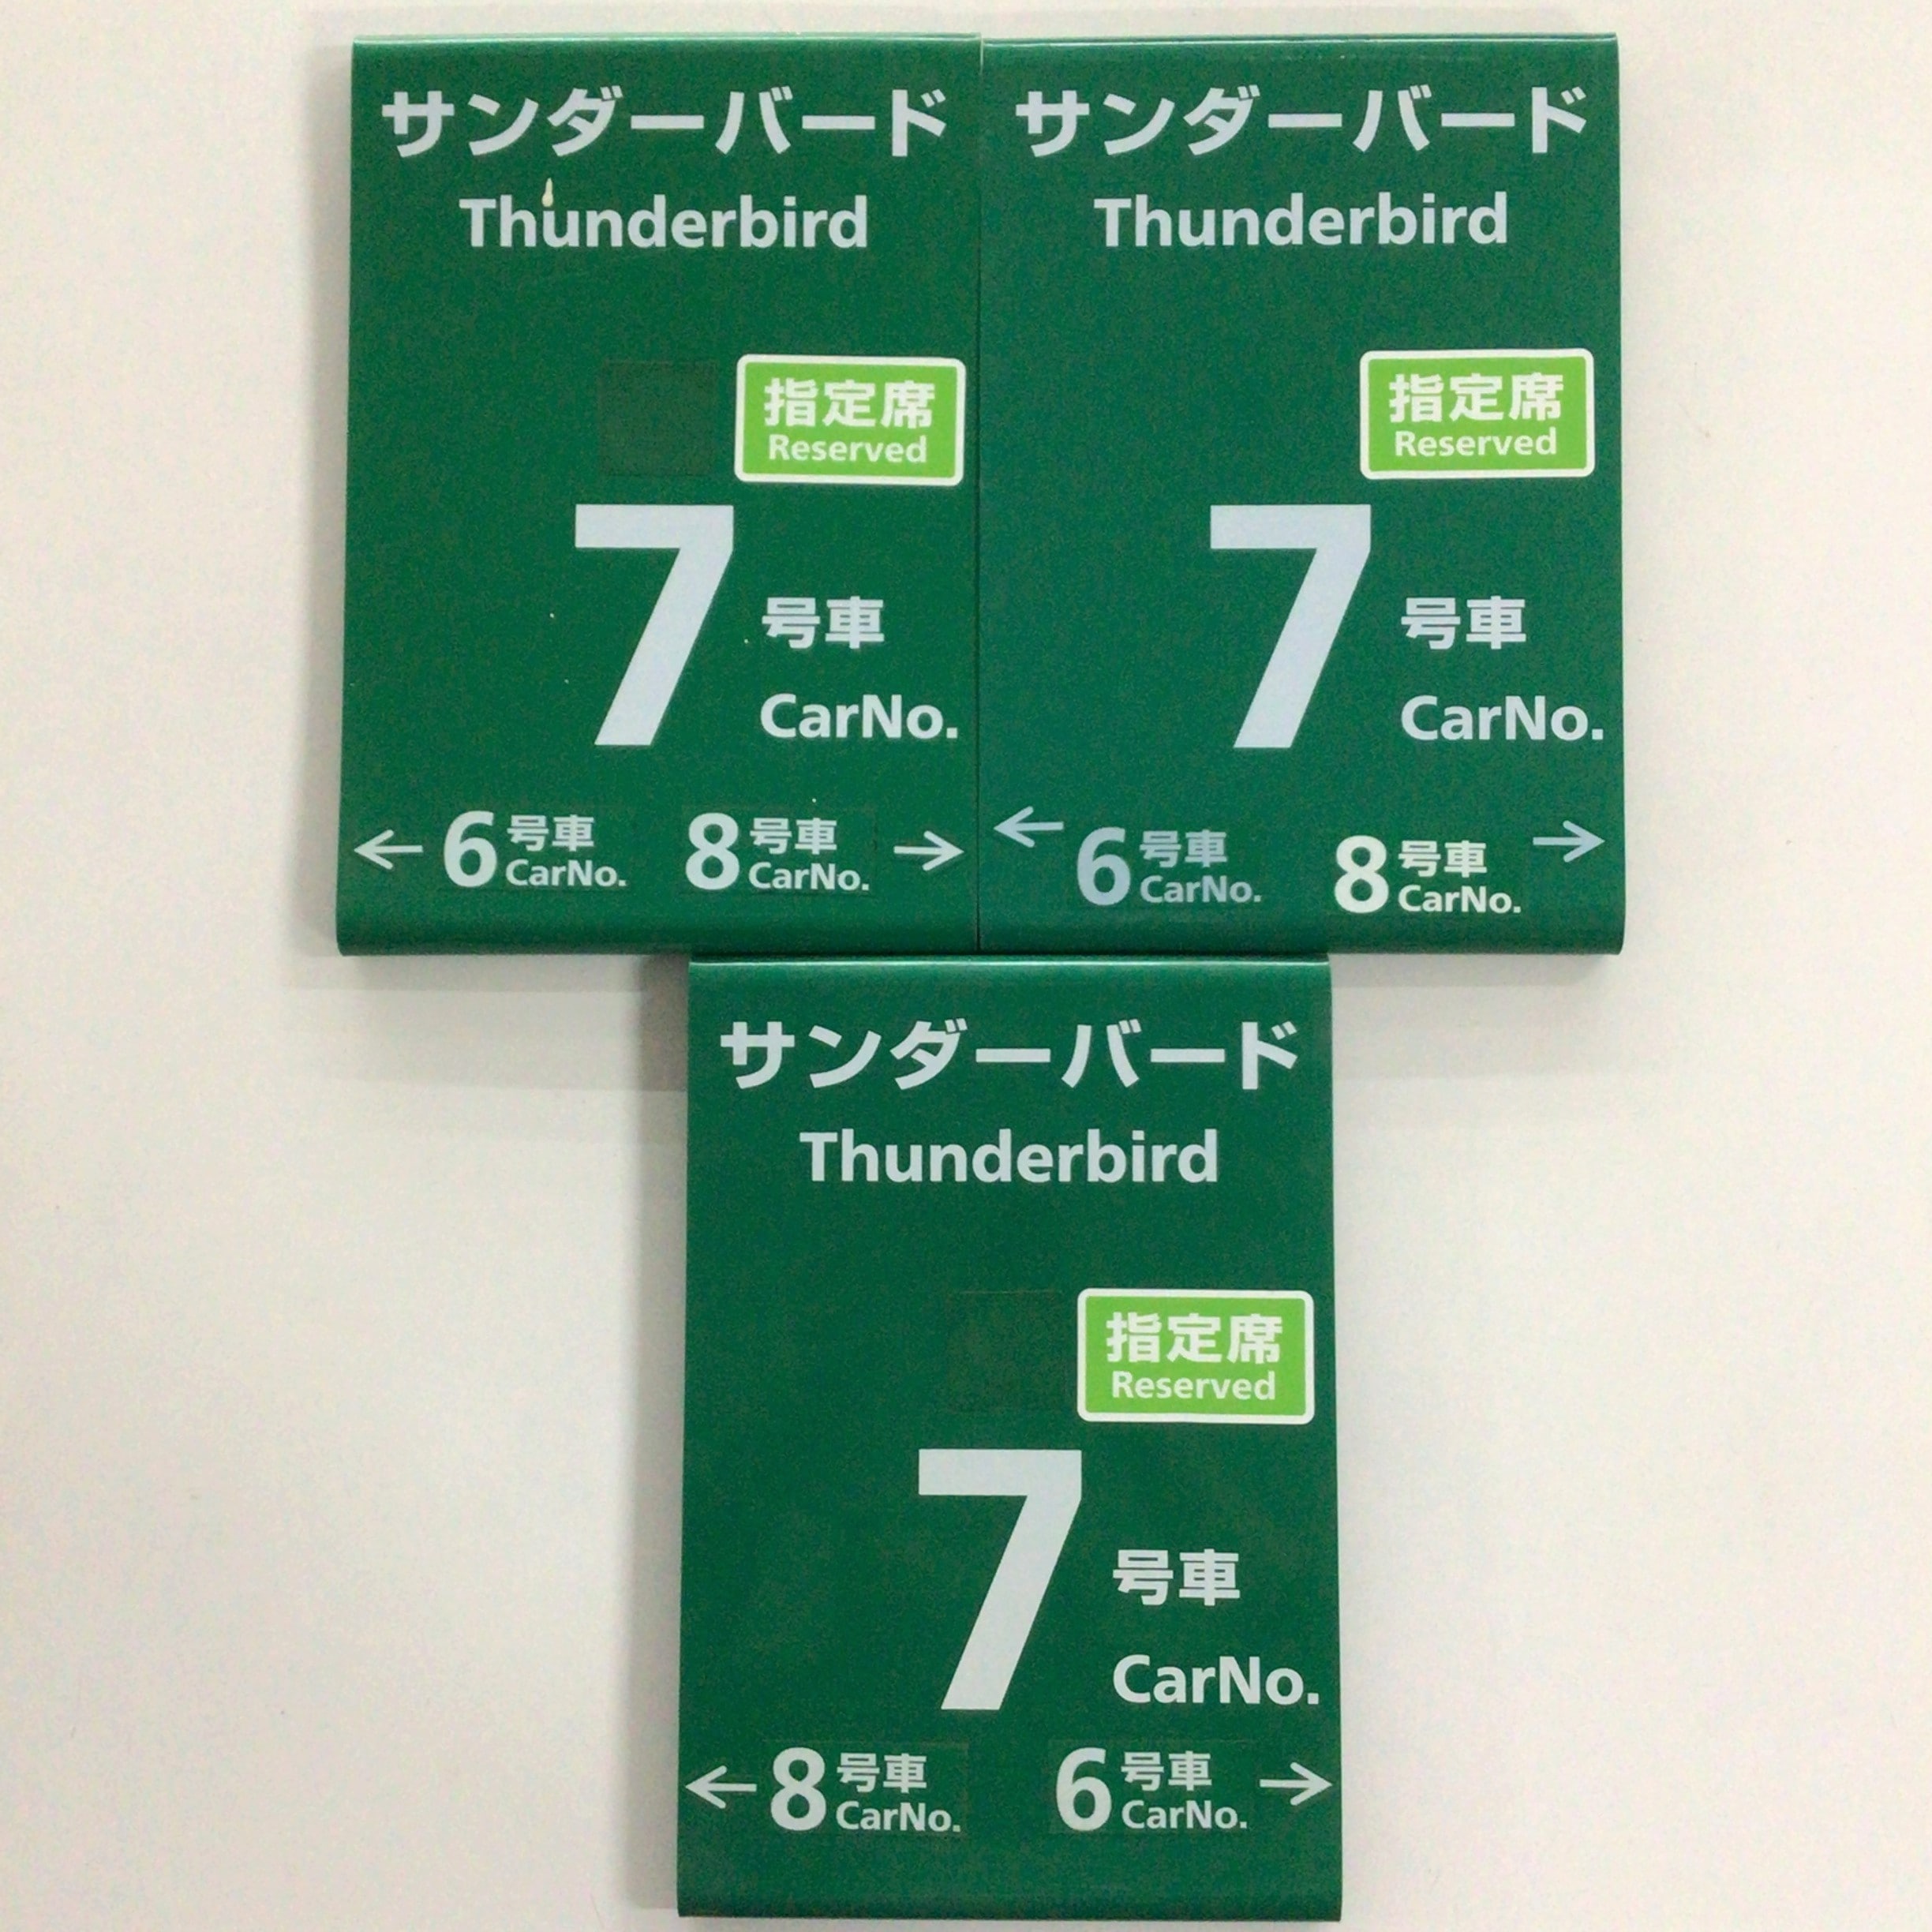 サンダーバード
Thunderbird
指定席
Reserved
7 号車
CarNo.
← 6 号車 CarNo. 8 号車 CarNo. →
サンダーバード
Thunderbird
指定席
Reserved
7 号車
CarNo.
← 6 号車 CarNo. 8 号車 CarNo. →
サンダーバード
Thunderbird
指定席
Reserved
7 号車
CarNo.
← 8 号車 CarNo. 6 号車 CarNo. →